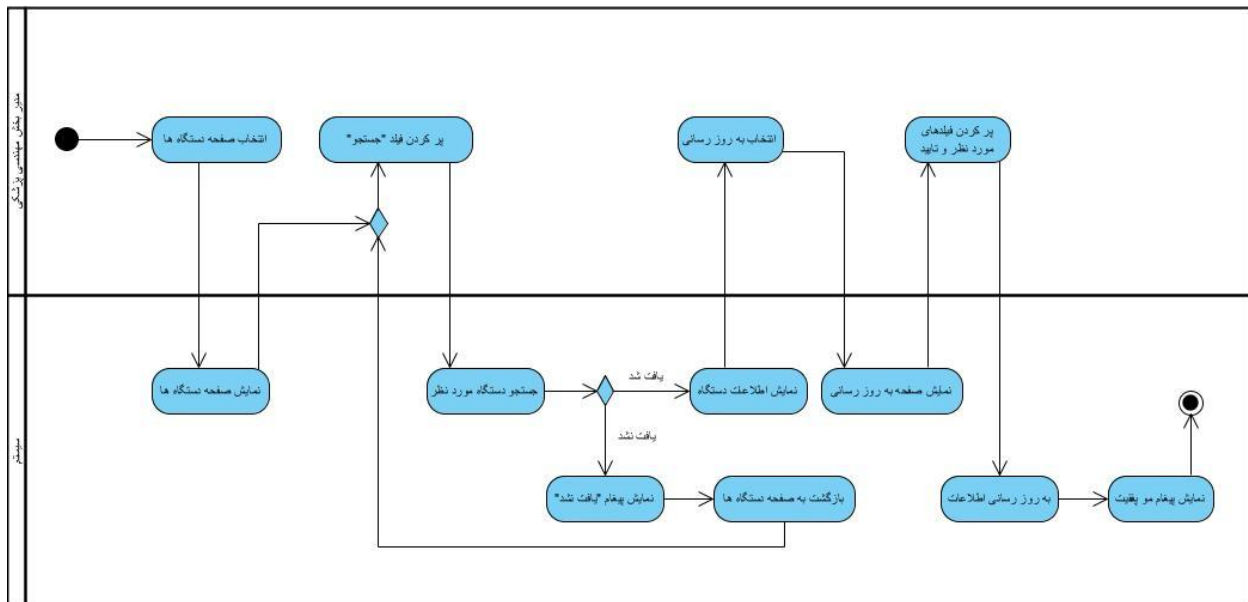 مدیر بخش مهندسی پزشکی
انتخاب صفحه دستگاه ها
پر کردن فیلد "جستجو"
انتخاب به روز رسانی
پر کردن فیلدهای
مورد نظر و تایید
سیستم
نمایش صفحه دستگاه ها
جستجو دستگاه مورد نظر
یافت شد
نمایش اطلاعات دستگاه
نمایش صفحه به روز رسانی
یافت نشد
نمایش پیغام "یافت نشد"
بازگشت به صفحه دستگاه ها
به روز رسانی اطلاعات
نمایش پیغام مو پقیت